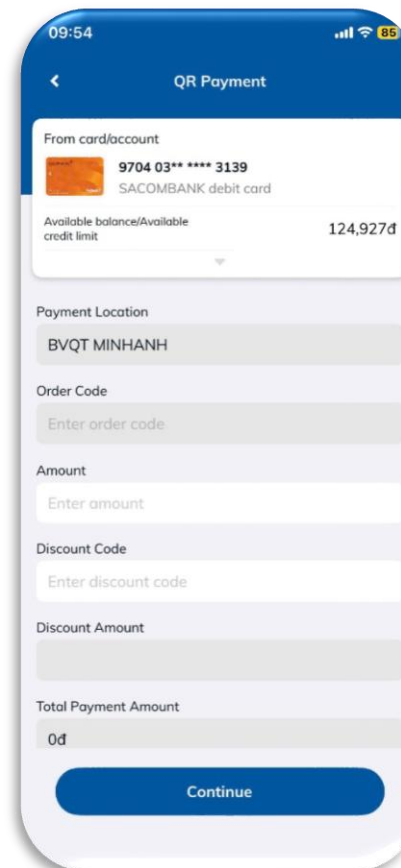 09:54
85
QR Payment
From card/account
9704 03** **** 3139
SACOMBANK debit card
Available balance/Available
credit limit
124,927đ
Payment Location
BVQT MINHANH
Order Code
Enter order code
Amount
Enter amount
Discount Code
Enter discount code
Discount Amount
Total Payment Amount
0đ
Continue